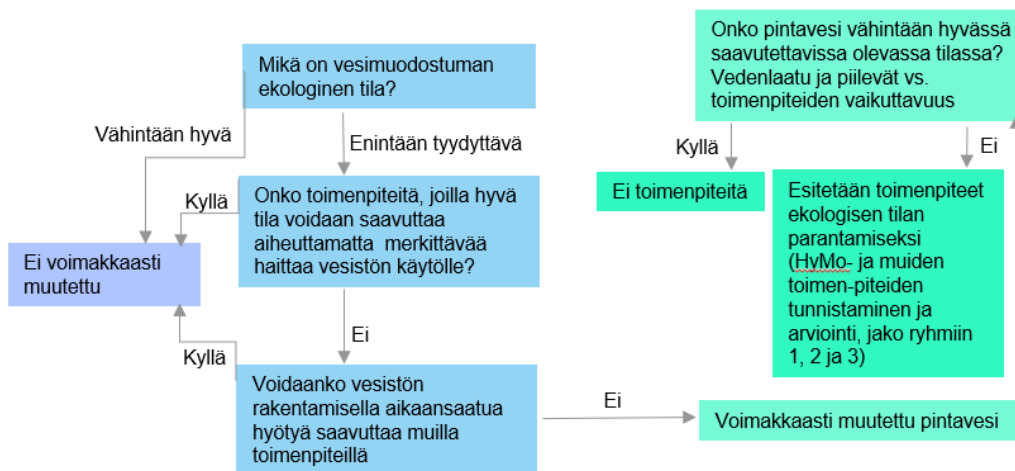 Mikä on vesimuodostuman
ekologinen tila?
Vähintään hyvä
Enintään tyydyttävä
Kyllä
Onko toimenpiteitä, joilla hyvä
tila voidaan saavuttaa
aiheuttamatta merkittävää
haittaa vesistön käytölle?
Ei voimakkaasti
muutettu
Ei
Kyllä
Voidaanko vesistön
rakentamisella aikaansaatua
hyötyä saavuttaa muilla
toimenpiteillä
Ei
Voimakkaasti muutettu pintavesi
Onko pintavesi vähintään hyvässä
saavutettavissa olevassa tilassa?
Vedenlaatu ja piilevät vs.
toimenpiteiden vaikuttavuus
Kyllä
Ei
Ei toimenpiteitä
Esitetään toimenpiteet
ekologisen tilan
parantamiseksi
(HyMo- ja muiden
toimen-piteiden
tunnistaminen ja
arviointi, jako ryhmiin
1, 2 ja 3)